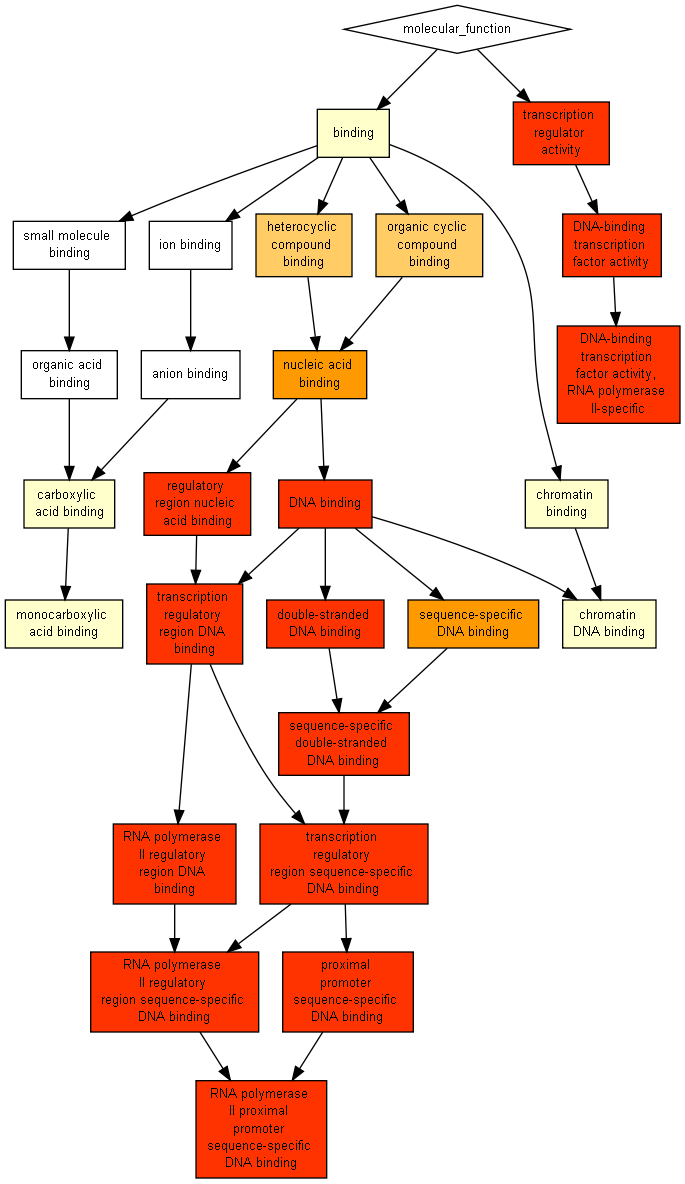 molecular_function
binding
transcription
regulator
activity
small molecule
binding
ion binding
heterocyclic
compound
binding
organic cyclic
compound
binding
DNA-binding
transcription
factor activity
organic acid
binding
anion binding
nucleic acid
binding
DNA-binding
transcription
factor activity,
RNA polymerase
II-specific
carboxylic
acid binding
regulatory
region nucleic
acid binding
DNA binding
chromatin
binding
monocarboxylic
acid binding
transcription
regulatory
region DNA
binding
double-stranded
DNA binding
sequence-specific
DNA binding
chromatin
DNA binding
sequence-specific
double-stranded
DNA binding
RNA polymerase
II regulatory
region DNA
binding
transcription
regulatory
region sequence-specific
DNA binding
RNA polymerase
II regulatory
region sequence-specific
DNA binding
proximal
promoter
sequence-specific
DNA binding
RNA polymerase
II proximal
promoter
sequence-specific
DNA binding